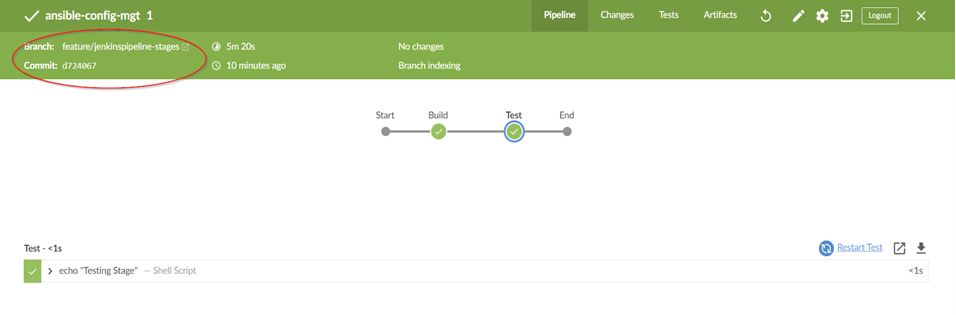 ansible-config-mgt 1
Pipeline Changes Tests Artifacts Logout
Branch: feature/jenkinspipeline-stages 5m 20s No changes
Commit: d724067 10 minutes ago Branch indexing
Start Build Test End
Test - <1s Restart Test
echo "Testing Stage" — Shell Script <1s